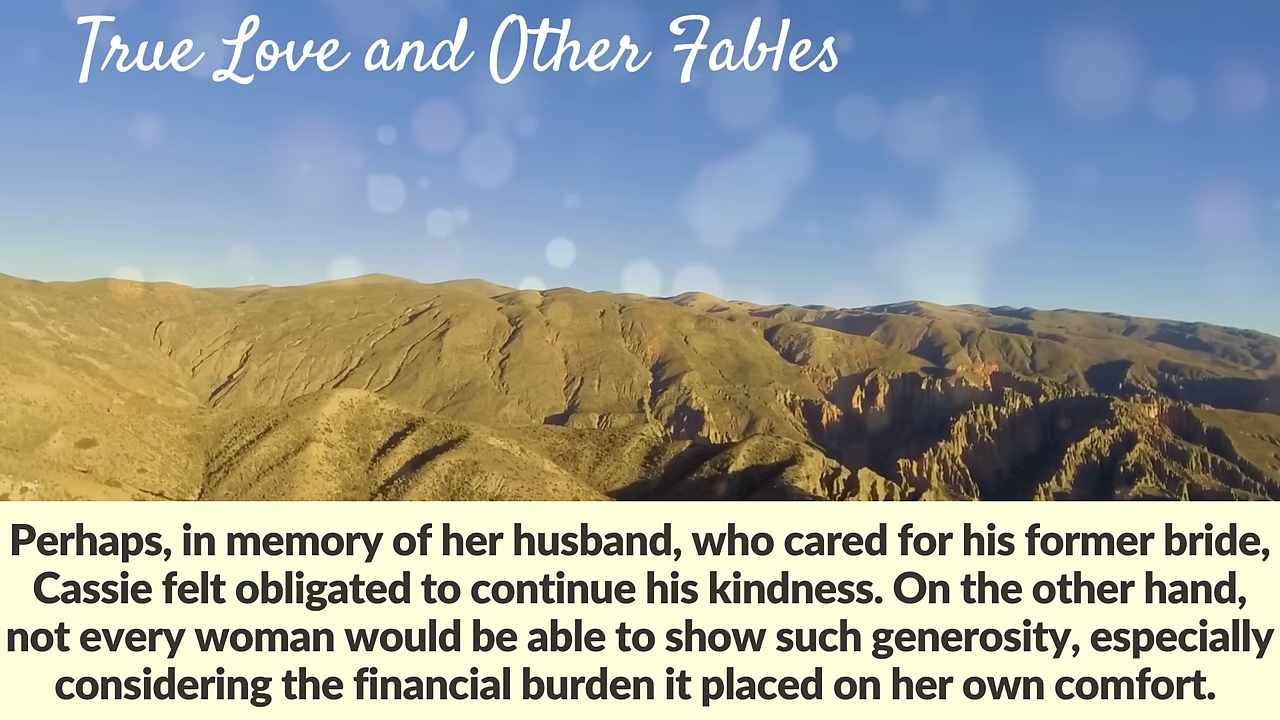 True Love and Other Fables
Perhaps, in memory of her husband, who cared for his former bride,
Cassie felt obligated to continue his kindness. On the other hand,
not every woman would be able to show such generosity, especially
considering the financial burden it placed on her own comfort.